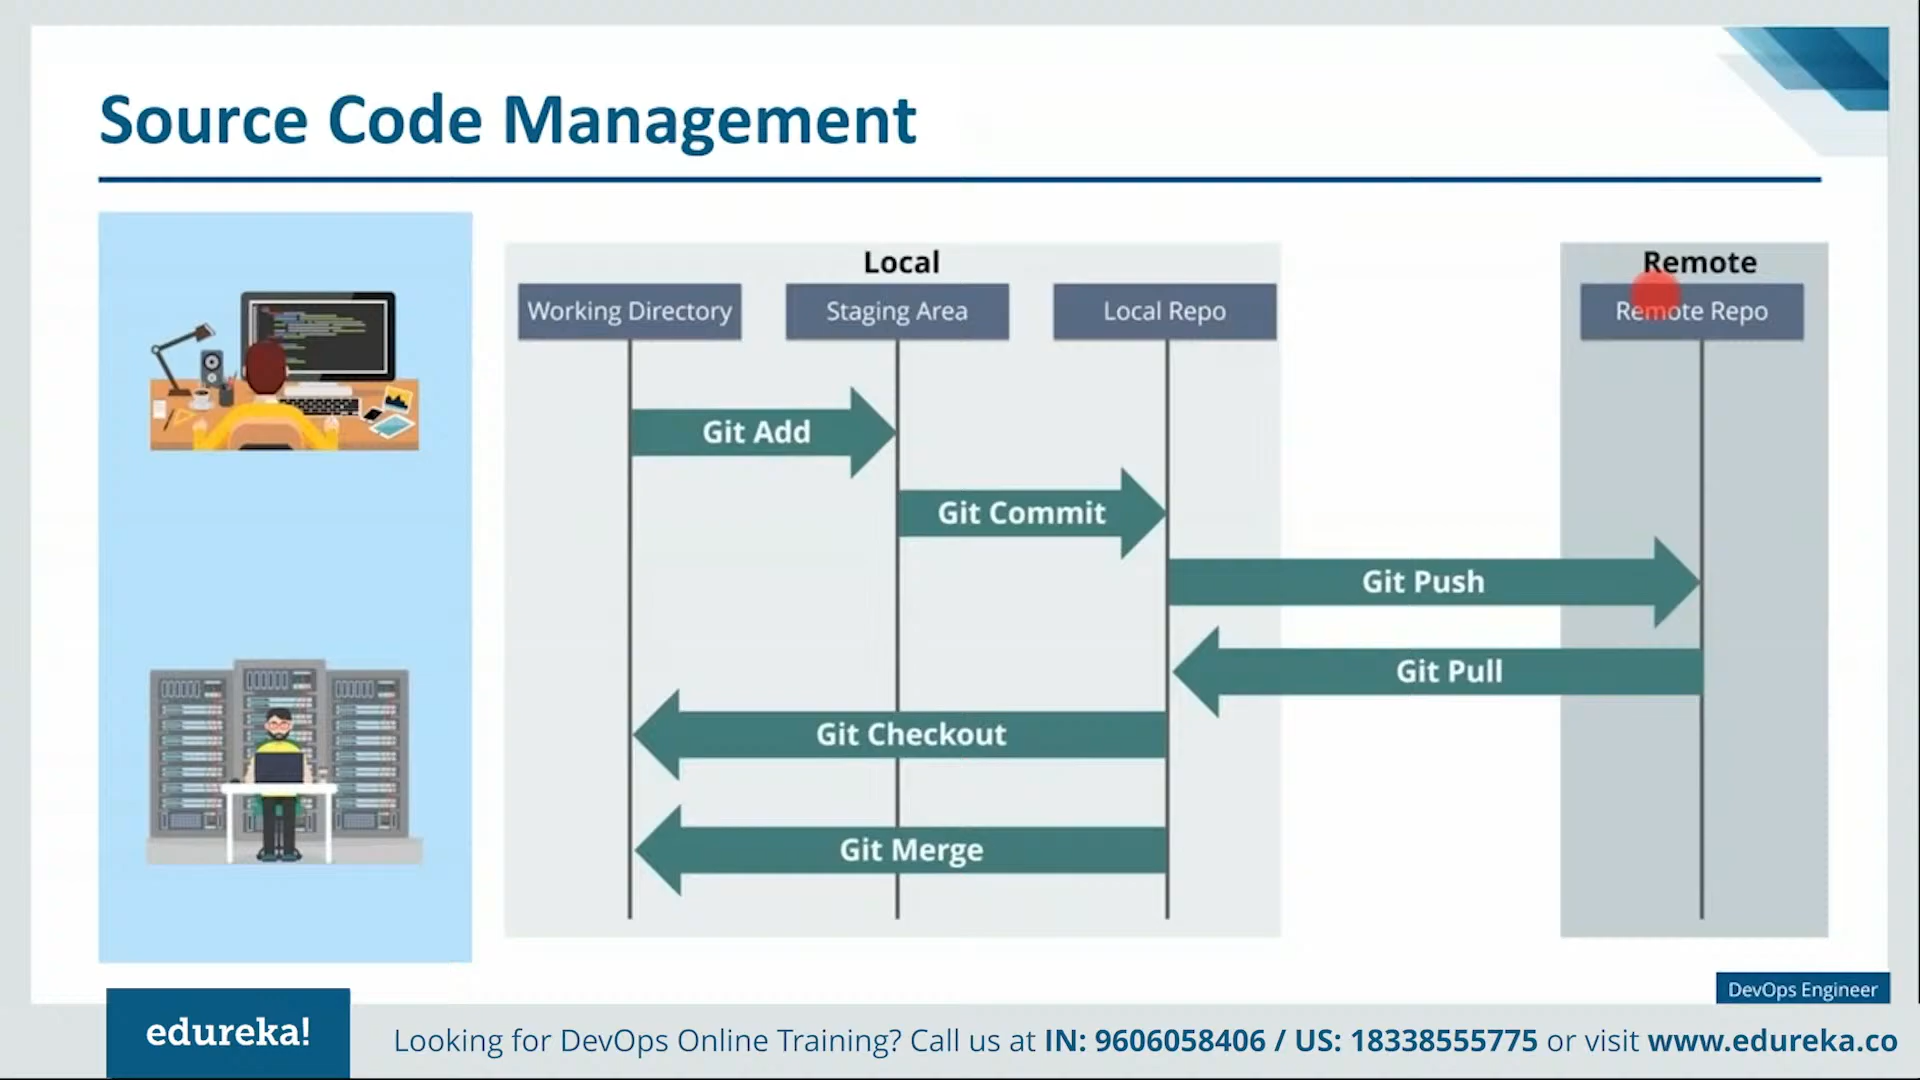 Source Code Management
Local
Remote
Working Directory
Staging Area
Local Repo
Remote Repo
Git Add
Git Commit
Git Push
Git Pull
Git Checkout
Git Merge
DevOps Engineer
edureka!
Looking for DevOps Online Training? Call us at IN: 9606058406 / US: 18338555775 or visit www.edureka.co